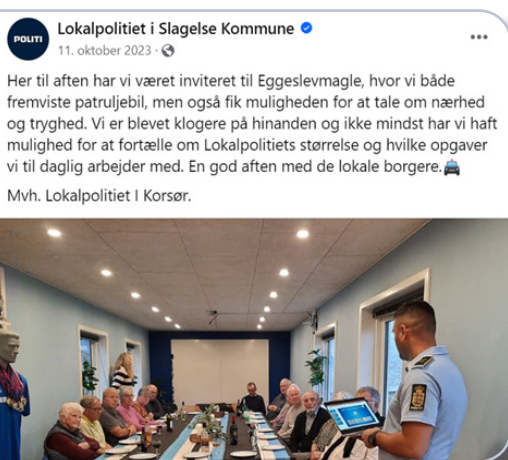 POLITI
Lokalpolitiet i Slagelse Kommune
11. oktober 2023 ·
Her til aften har vi været inviteret til Eggeslevmagle, hvor vi både
fremviste patruljebil, men også fik muligheden for at tale om nærhed
og tryghed. Vi er blevet klogere på hinanden og ikke mindst har vi haft
mulighed for at fortælle om Lokalpolitiets størrelse og hvilke opgaver
vi til daglig arbejder med. En god aften med de lokale borgere.🚔
Mvh. Lokalpolitiet I Korsør.